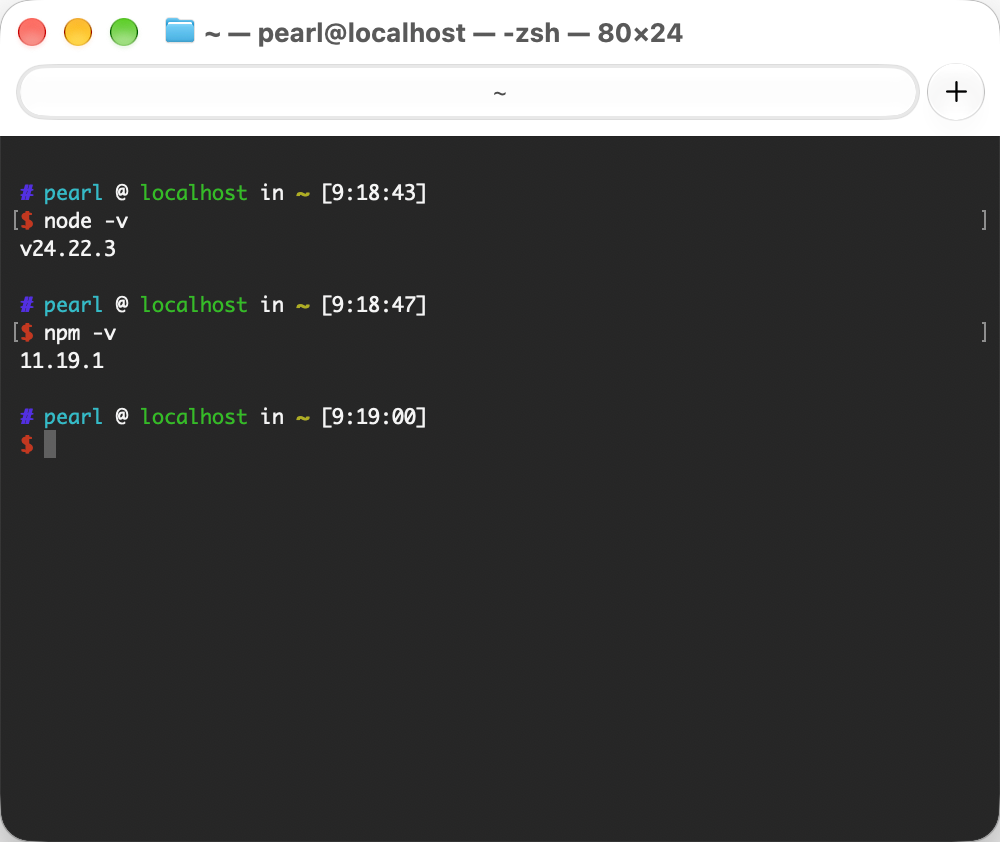 ~ — pearl@localhost — -zsh — 80×24
~
+
# pearl @ localhost in ~ [9:18:43]
[$ node -v ]
v24.22.3
# pearl @ localhost in ~ [9:18:47]
[$ npm -v ]
11.19.1
# pearl @ localhost in ~ [9:19:00]
$